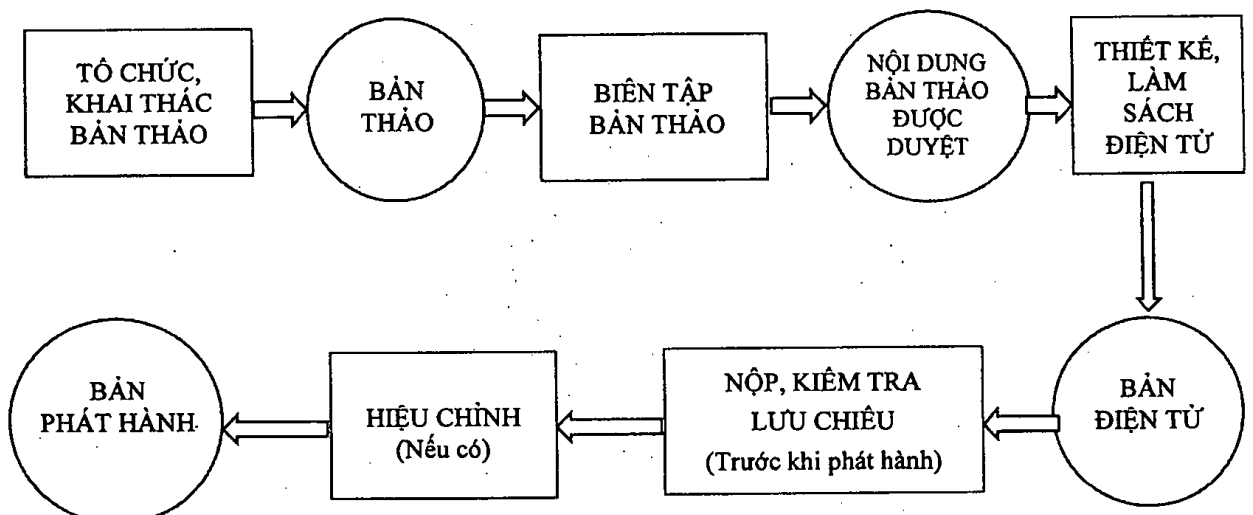 TỔ CHỨC,
KHAI THÁC
BẢN THẢO
BẢN
THẢO
BIÊN TẬP
BẢN THẢO
NỘI DUNG
BẢN THẢO
ĐƯỢC
DUYỆT
THIẾT KẾ,
LÀM
SÁCH
ĐIỆN TỬ
BẢN
ĐIỆN TỬ
NỘP, KIỂM TRA
LƯU CHIỂU
(Trước khi phát hành)
HIỆU CHỈNH
(Nếu có)
BẢN
PHÁT HÀNH